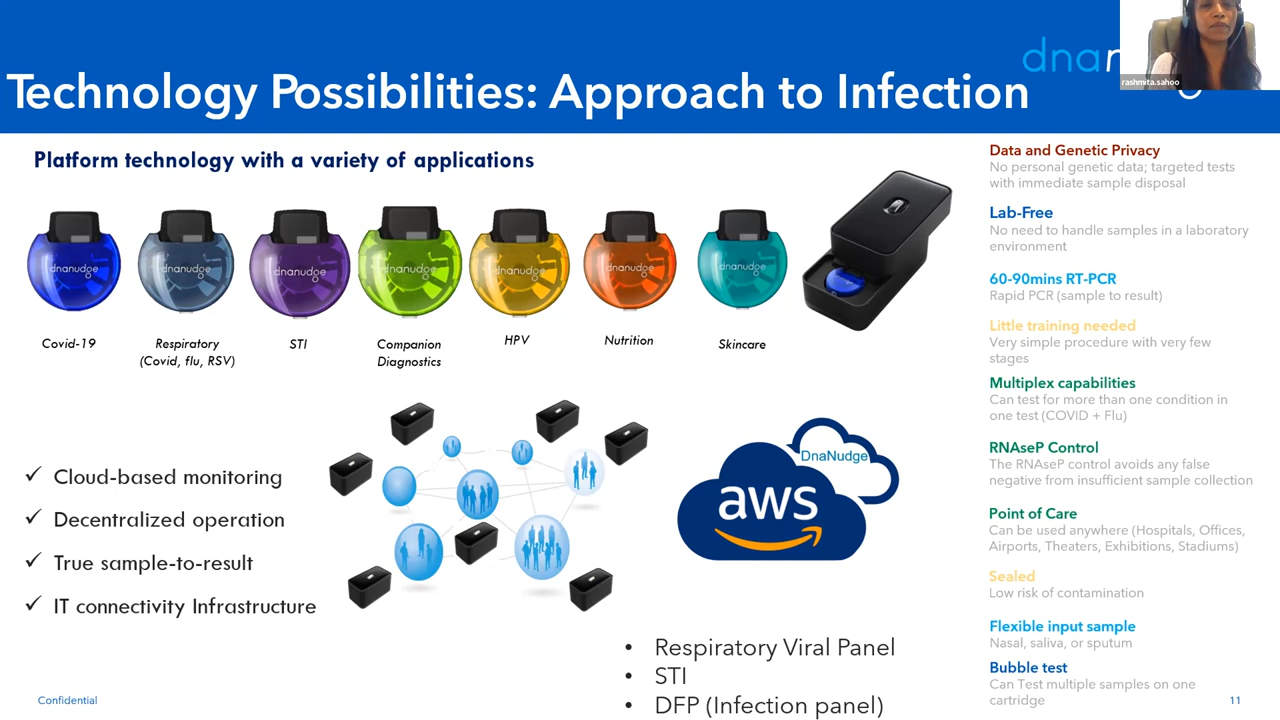 dna
rashmita.sahoo
Technology Possibilities: Approach to Infection
Platform technology with a variety of applications
dnanudge
dnanudge
dnanudge
dnanudge
dnanudge
dnanudge
dnanudge
Covid-19
Respiratory
(Covid, flu, RSV)
STI
Companion
Diagnostics
HPV
Nutrition
Skincare
✓ Cloud-based monitoring
✓ Decentralized operation
✓ True sample-to-result
✓ IT connectivity Infrastructure
DnaNudge
aws
• Respiratory Viral Panel
• STI
• DFP (Infection panel)
Data and Genetic Privacy
No personal genetic data; targeted tests
with immediate sample disposal
Lab-Free
No need to handle samples in a laboratory
environment
60-90mins RT-PCR
Rapid PCR (sample to result)
Little training needed
Very simple procedure with very few
stages
Multiplex capabilities
Can test for more than one condition in
one test (COVID + Flu)
RNAseP Control
The RNAseP control avoids any false
negative from insufficient sample collection
Point of Care
Can be used anywhere (Hospitals, Offices,
Airports, Theaters, Exhibitions, Stadiums)
Sealed
Low risk of contamination
Flexible input sample
Nasal, saliva, or sputum
Bubble test
Can Test multiple samples on one
cartridge
Confidential
11